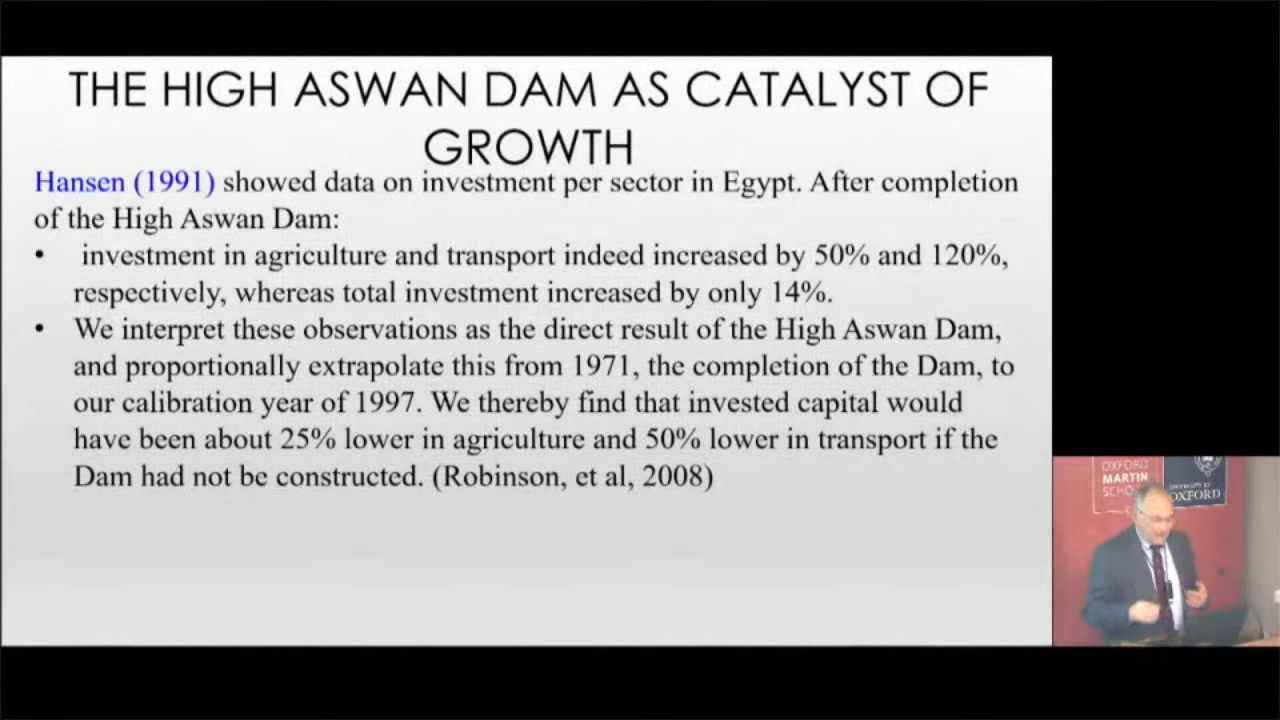 THE HIGH ASWAN DAM AS CATALYST OF
GROWTH
Hansen (1991) showed data on investment per sector in Egypt. After completion
of the High Aswan Dam:
• investment in agriculture and transport indeed increased by 50% and 120%,
respectively, whereas total investment increased by only 14%.
• We interpret these observations as the direct result of the High Aswan Dam,
and proportionally extrapolate this from 1971, the completion of the Dam, to
our calibration year of 1997. We thereby find that invested capital would
have been about 25% lower in agriculture and 50% lower in transport if the
Dam had not be constructed. (Robinson, et al, 2008)
OXFORD
MARTIN
UNIVERSITY OF
OXFORD